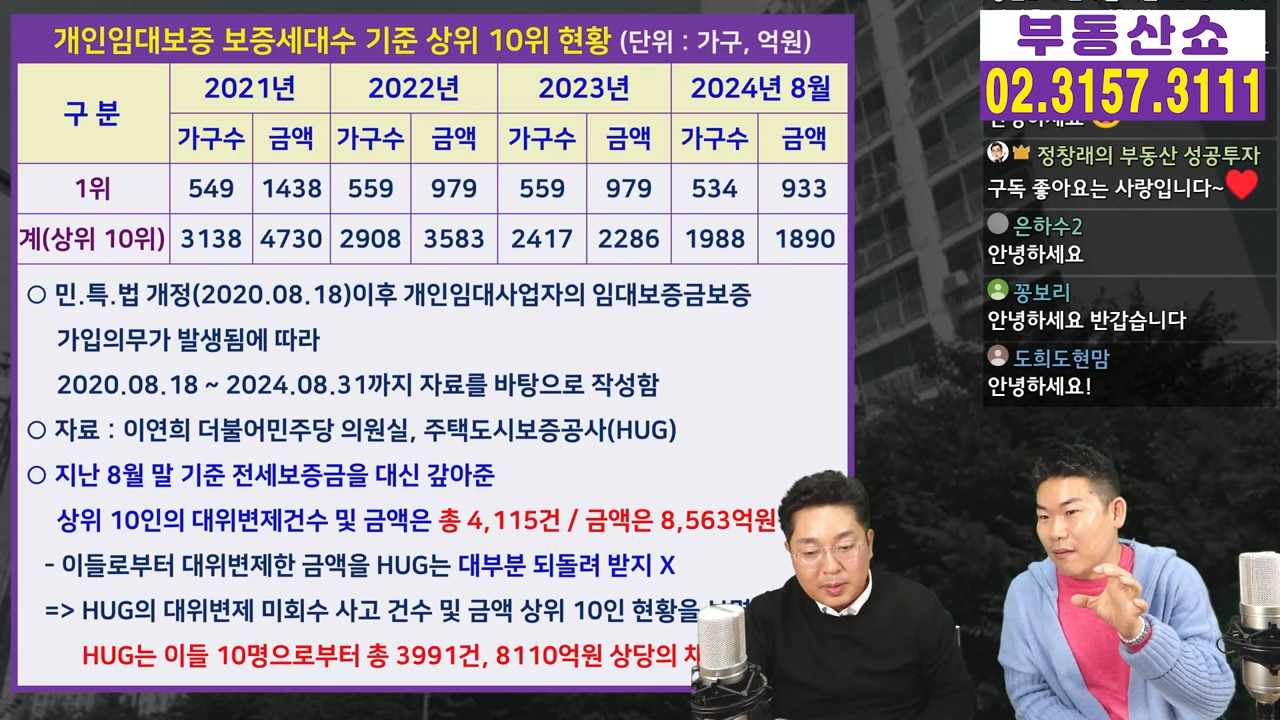 개인임대보증 보증세대수 기준 상위 10위 현황 (단위 : 가구, 억원)
구 분 2021년 2022년 2023년 2024년 8월
가구수 금액 가구수 금액 가구수 금액 가구수 금액
1위 549 1438 559 979 559 979 534 933
계(상위 10위) 3138 4730 2908 3583 2417 2286 1988 1890
○ 민.특.법 개정(2020.08.18)이후 개인임대사업자의 임대보증금보증
가입의무가 발생됨에 따라
2020.08.18 ~ 2024.08.31까지 자료를 바탕으로 작성함
○ 자료 : 이연희 더불어민주당 의원실, 주택도시보증공사(HUG)
○ 지난 8월 말 기준 전세보증금을 대신 갚아준
상위 10인의 대위변제건수 및 금액은 총 4,115건 / 금액은 8,563억원
- 이들로부터 대위변제한 금액을 HUG는 대부분 되돌려 받지 X
=> HUG의 대위변제 미회수 사고 건수 및 금액 상위 10인 현황을
HUG는 이들 10명으로부터 총 3991건, 8110억원 상당의
부동산쇼
02.3157.3111
안녕하세요
정창래의 부동산 성공투자
구독 좋아요는 사랑입니다~❤
은하수2
안녕하세요
꽁보리
안녕하세요 반갑습니다
도희도현맘
안녕하세요!